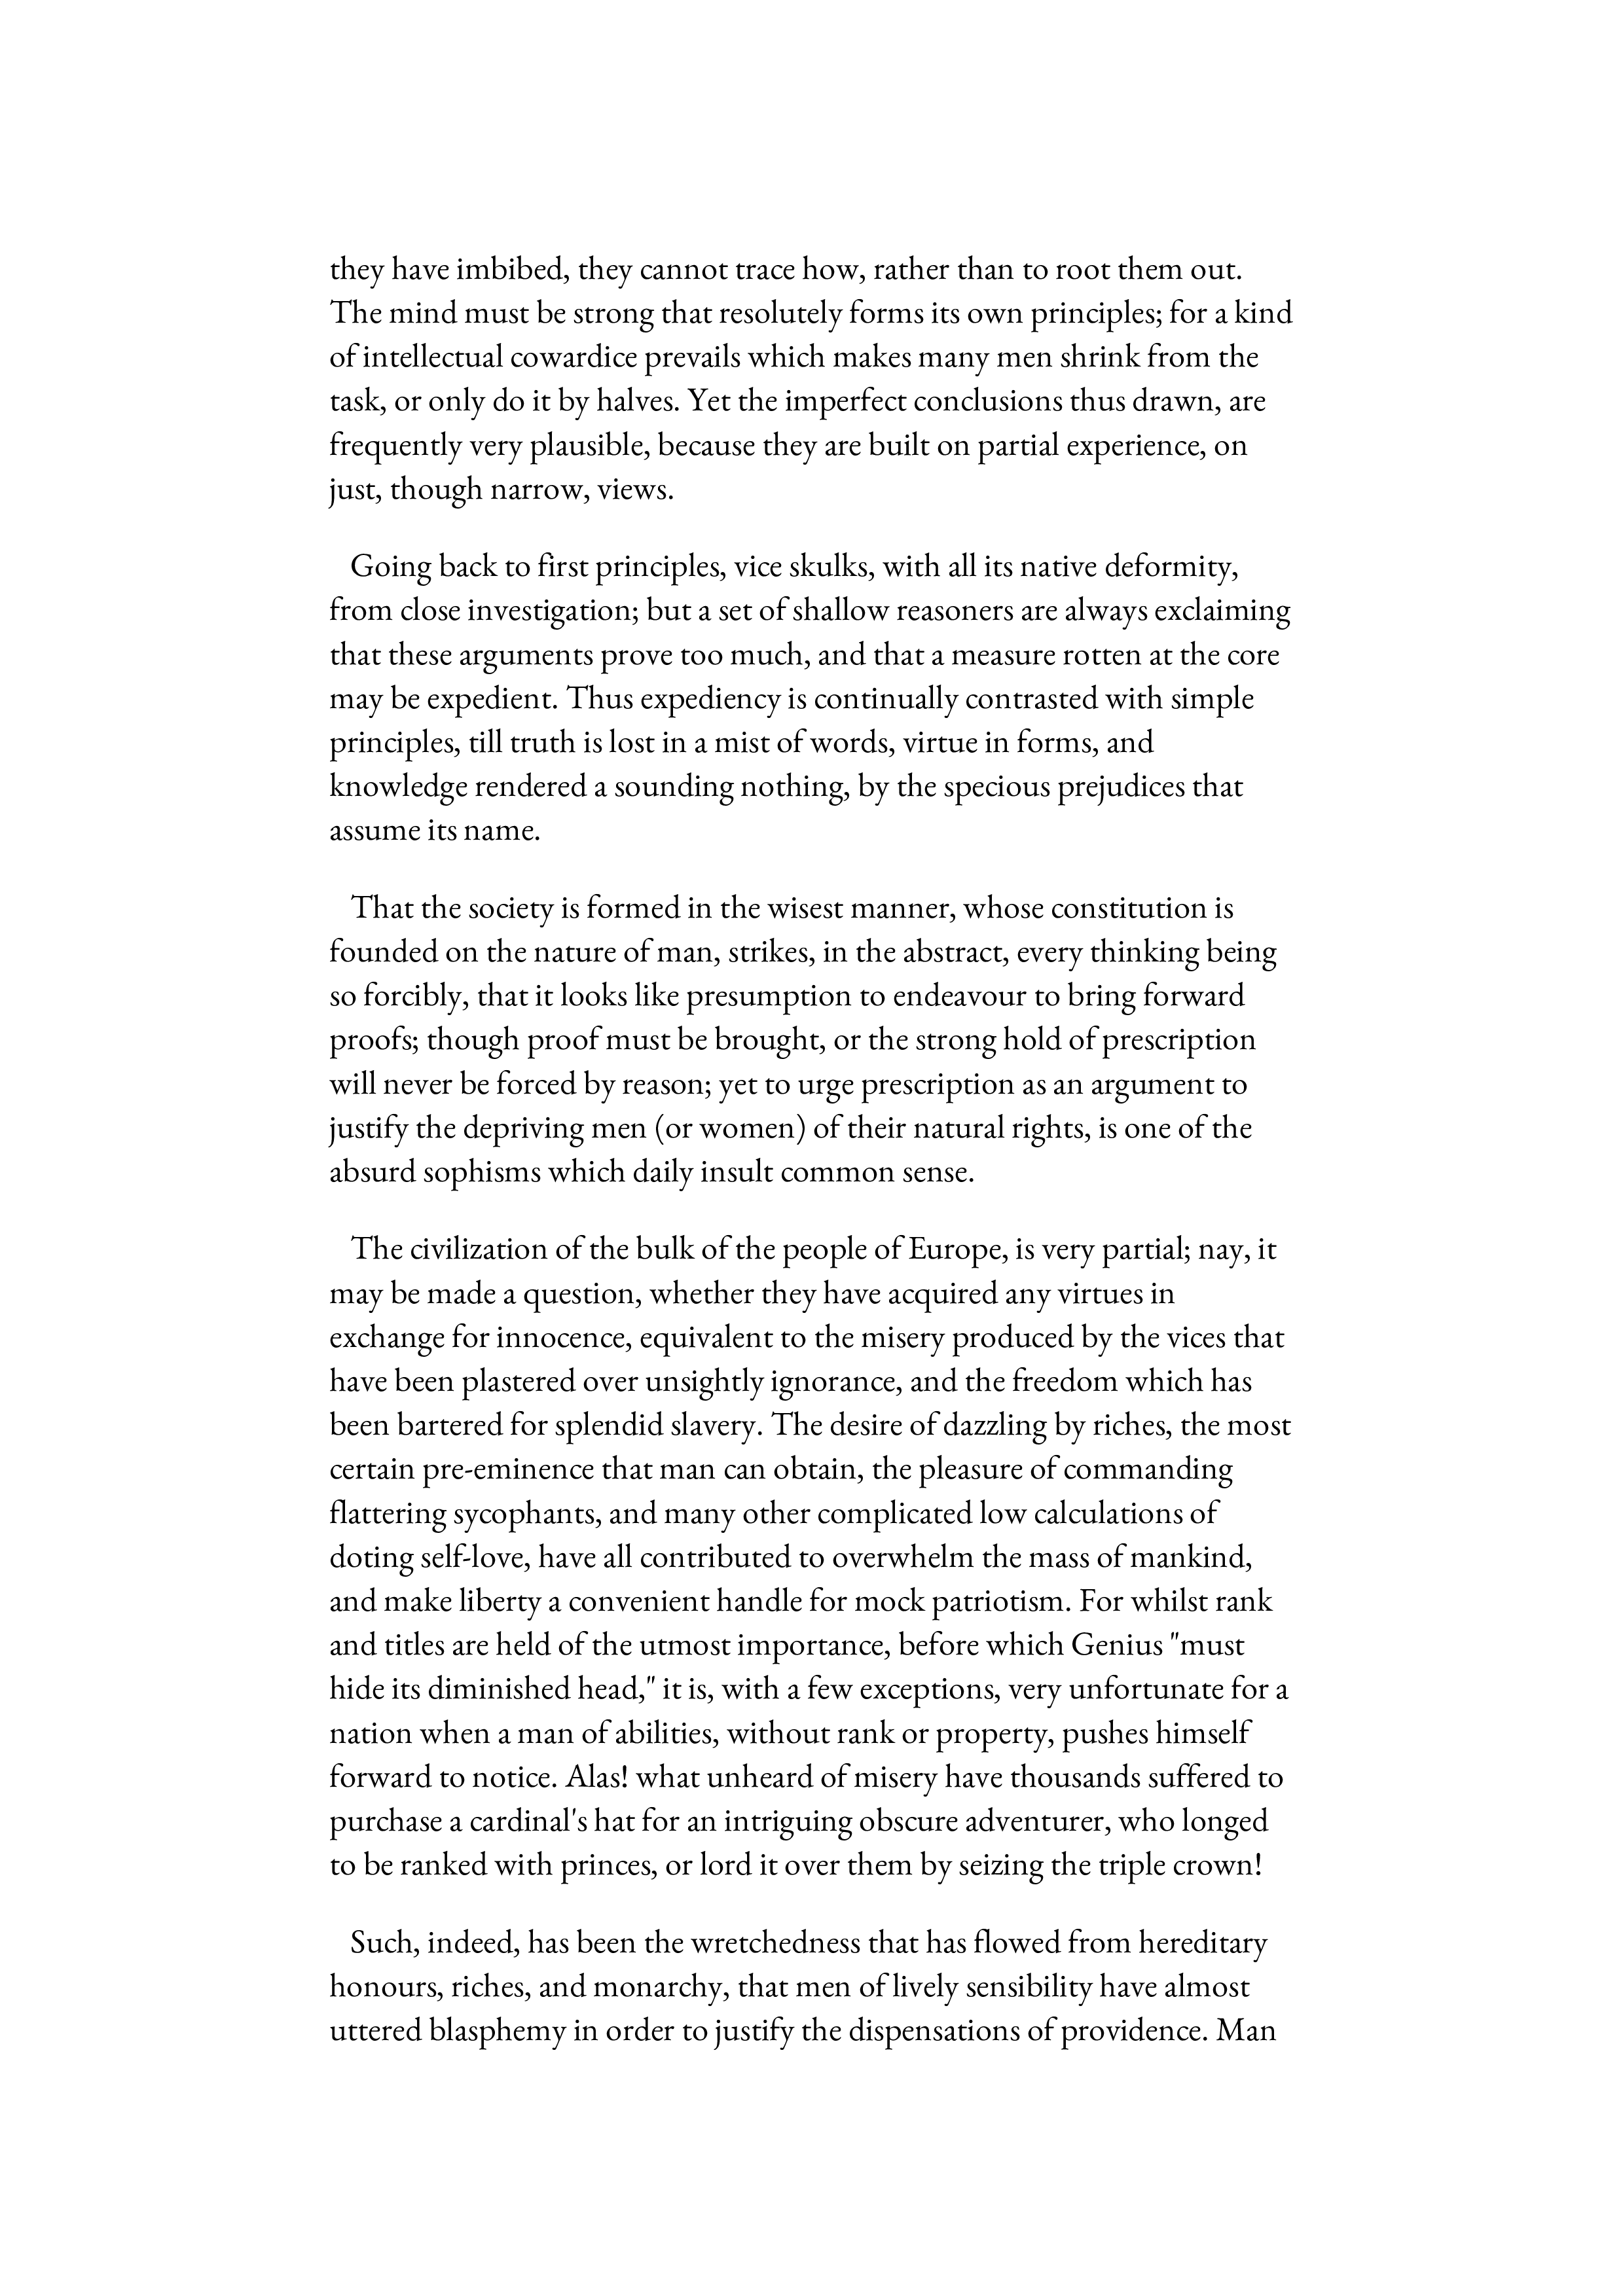 they have imbibed, they cannot trace how, rather than to root them out.
The mind must be strong that resolutely forms its own principles; for a kind
of intellectual cowardice prevails which makes many men shrink from the
task, or only do it by halves. Yet the imperfect conclusions thus drawn, are
frequently very plausible, because they are built on partial experience, on
just, though narrow, views.
Going back to first principles, vice skulks, with all its native deformity,
from close investigation; but a set of shallow reasoners are always exclaiming
that these arguments prove too much, and that a measure rotten at the core
may be expedient. Thus expediency is continually contrasted with simple
principles, till truth is lost in a mist of words, virtue in forms, and
knowledge rendered a sounding nothing, by the specious prejudices that
assume its name.
That the society is formed in the wisest manner, whose constitution is
founded on the nature of man, strikes, in the abstract, every thinking being
so forcibly, that it looks like presumption to endeavour to bring forward
proofs; though proof must be brought, or the strong hold of prescription
will never be forced by reason; yet to urge prescription as an argument to
justify the depriving men (or women) of their natural rights, is one of the
absurd sophisms which daily insult common sense.
The civilization of the bulk of the people of Europe, is very partial; nay, it
may be made a question, whether they have acquired any virtues in
exchange for innocence, equivalent to the misery produced by the vices that
have been plastered over unsightly ignorance, and the freedom which has
been bartered for splendid slavery. The desire of dazzling by riches, the most
certain pre-eminence that man can obtain, the pleasure of commanding
flattering sycophants, and many other complicated low calculations of
doting self-love, have all contributed to overwhelm the mass of mankind,
and make liberty a convenient handle for mock patriotism. For whilst rank
and titles are held of the utmost importance, before which Genius "must
hide its diminished head," it is, with a few exceptions, very unfortunate for a
nation when a man of abilities, without rank or property, pushes himself
forward to notice. Alas! what unheard of misery have thousands suffered to
purchase a cardinal's hat for an intriguing obscure adventurer, who longed
to be ranked with princes, or lord it over them by seizing the triple crown!
Such, indeed, has been the wretchedness that has flowed from hereditary
honours, riches, and monarchy, that men of lively sensibility have almost
uttered blasphemy in order to justify the dispensations of providence. Man